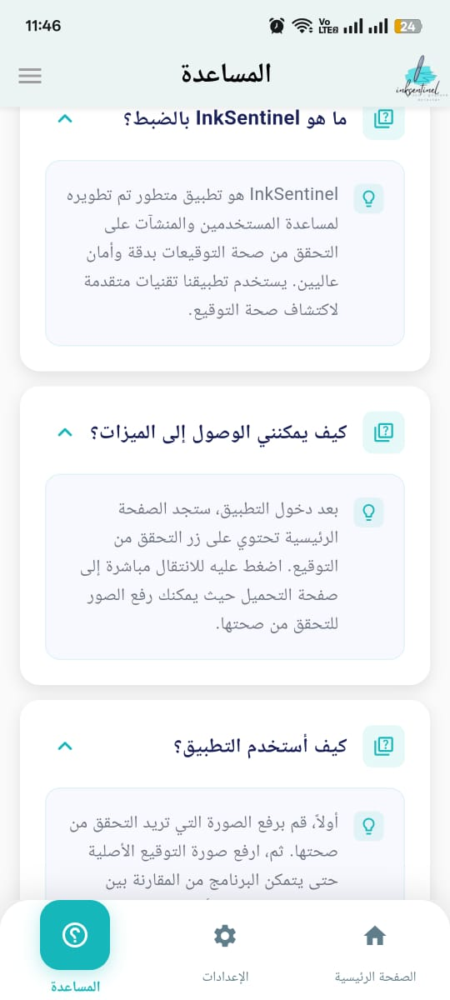 11:46
Vo
LTE2
24
المساعدة
inksentinel
ما هو InkSentinel بالضبط؟
InkSentinel هو تطبيق متطور تم تطويره
لمساعدة المستخدمين والمنشآت على
التحقق من صحة التوقيعات بدقة وأمان
عاليين. يستخدم تطبيقنا تقنيات متقدمة
لاكتشاف صحة التوقيع.
كيف يمكنني الوصول إلى الميزات؟
بعد دخول التطبيق، ستجد الصفحة
الرئيسية تحتوي على زر التحقق من
التوقيع. اضغط عليه للانتقال مباشرة إلى
صفحة التحميل حيث يمكنك رفع الصور
للتحقق من صحتها.
كيف أستخدم التطبيق؟
أولاً، قم برفع الصورة التي تريد التحقق من
صحتها. ثم، ارفع صورة التوقيع الأصلية
حتى يتمكن البرنامج من المقارنة بين
الصفحة الرئيسية
الإعدادات
المساعدة